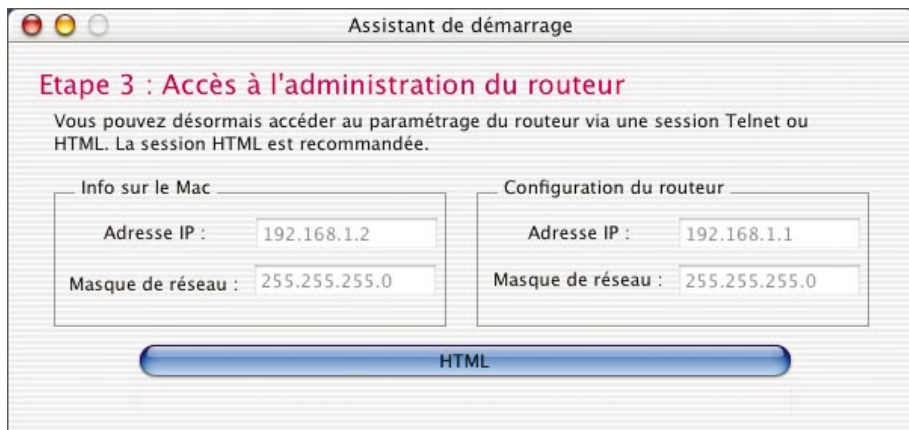 Assistant de démarrage
Etape 3 : Accès à l'administration du routeur
Vous pouvez désormais accéder au paramétrage du routeur via une session Telnet ou
HTML. La session HTML est recommandée.
Info sur le Mac
Adresse IP : 192.168.1.2
Masque de réseau : 255.255.255.0
Configuration du routeur
Adresse IP : 192.168.1.1
Masque de réseau : 255.255.255.0
HTML